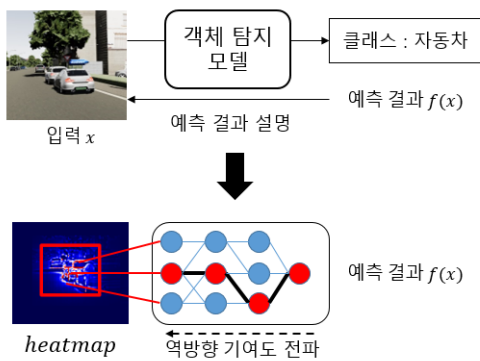 객체 탐지
모델
클래스 : 자동차
입력 x
예측 결과 설명
예측 결과 f(x)
예측 결과 f(x)
heatmap
역방향 기여도 전파